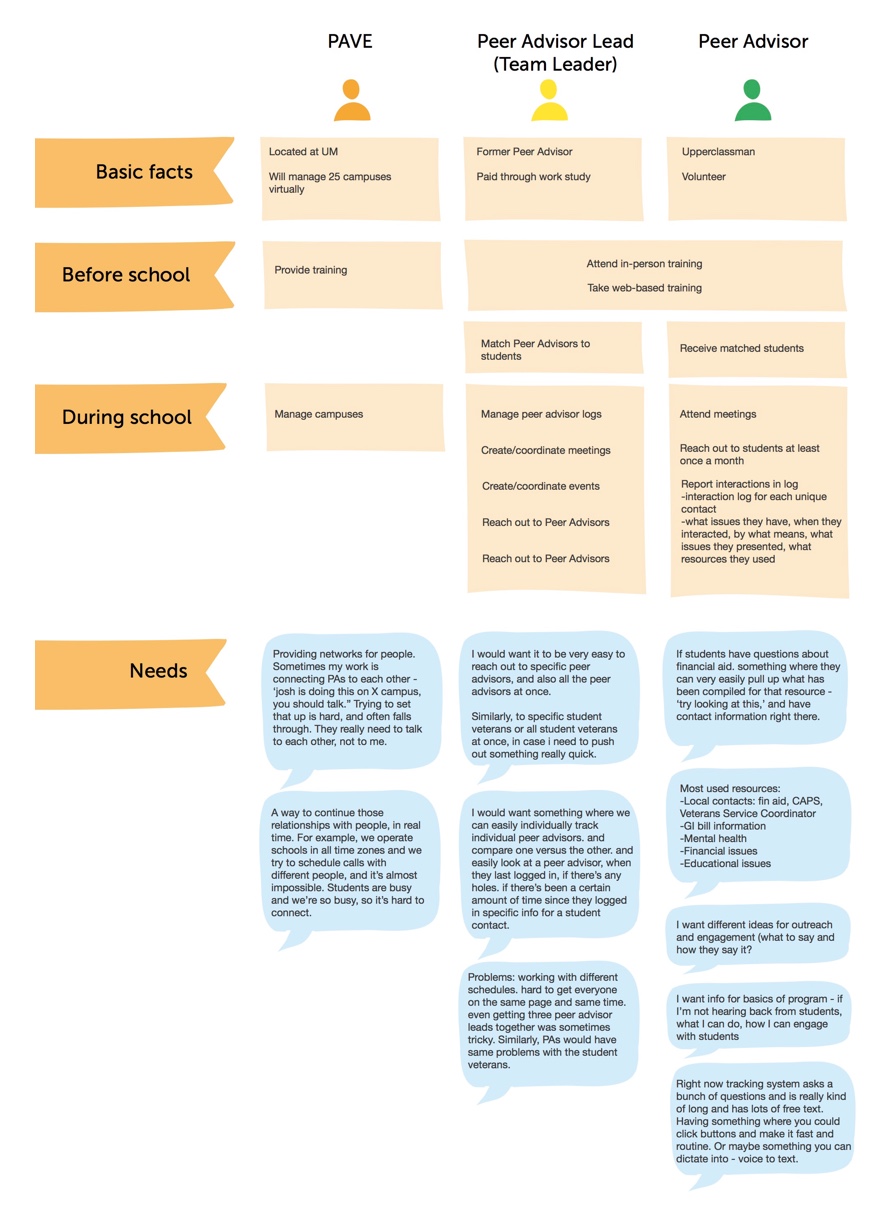 PAVE
Peer Advisor Lead
(Team Leader)
Peer Advisor
Basic facts
Located at UM
Will manage 25 campuses
virtually
Former Peer Advisor
Paid through work study
Upperclassman
Volunteer
Before school
Provide training
Attend in-person training
Take web-based training
Match Peer Advisors to
students
Receive matched students
During school
Manage campuses
Manage peer advisor logs
Create/coordinate meetings
Create/coordinate events
Reach out to Peer Advisors
Reach out to Peer Advisors
Attend meetings
Reach out to students at least
once a month
Report interactions in log
-interaction log for each unique
contact
-what issues they have, when they
interacted, by what means, what
issues they presented, what
resources they used
Needs
Providing networks for people.
Sometimes my work is
connecting PAs to each other -
‘josh is doing this on X campus,
you should talk.” Trying to set
that up is hard, and often falls
through. They really need to talk
to each other, not to me.
A way to continue those
relationships with people, in real
time. For example, we operate
schools in all time zones and we
try to schedule calls with
different people, and it’s almost
impossible. Students are busy
and we’re so busy, so it’s hard to
connect.
I would want it to be very easy to
reach out to specific peer
advisors, and also all the peer
advisors at once.
Similarly, to specific student
veterans or all student veterans
at once, in case i need to push
out something really quick.
I would want something where we
can easily individually track
individual peer advisors. and
compare one versus the other. and
easily look at a peer advisor, when
they last logged in, if there’s any
holes. if there’s been a certain
amount of time since they logged
in specific info for a student
contact.
Problems: working with different
schedules. hard to get everyone
on the same page and same time.
even getting three peer advisor
leads together was sometimes
tricky. Similarly, PAs would have
same problems with the student
veterans.
If students have questions about
financial aid. something where they
can very easily pull up what has
been compiled for that resource -
‘try looking at this,’ and have
contact information right there.
Most used resources:
-Local contacts: fin aid, CAPS,
Veterans Service Coordinator
-GI bill information
-Mental health
-Financial issues
-Educational issues
I want different ideas for outreach
and engagement (what to say and
how they say it?
I want info for basics of program - if
I’m not hearing back from students,
what I can do, how I can engage
with students
Right now tracking system asks a
bunch of questions and is really kind
of long and has lots of free text.
Having something where you could
click buttons and make it fast and
routine. Or maybe something you can
dictate into - voice to text.